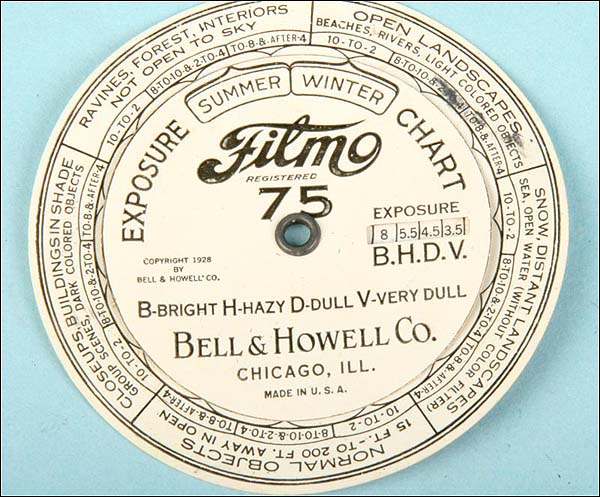 OPEN LANDSCAPES
BEACHES, RIVERS, LIGHT COLORED OBJECTS
10-TO-2
8-TO-10-&-2-TO-4
TO-8-&-AFTER-4
SNOW, DISTANT LANDSCAPES
SEA, OPEN WATER (WITHOUT COLOR FILTER)
10-TO-2
8-TO-10-&-2-TO-4
TO-8-&-AFTER-4
NORMAL OBJECTS
15 FT.-TO 200 FT. AWAY IN OPEN
10-TO-2
8-TO-10-&-2-TO-4
TO-8-&-AFTER-4
CLOSEUPS, BUILDINGS IN SHADE
GROUP SCENES, DARK COLORED OBJECTS
10-TO-2
8-TO-10-&-2-TO-4
TO-8-&-AFTER-4
RAVINES, FOREST, INTERIORS
NOT OPEN TO SKY
10-TO-2
8-TO-10-&-2-TO-4
TO-8-&-AFTER-4
SUMMER WINTER
EXPOSURE CHART
Filmo
REGISTERED
75
EXPOSURE
8 5.5 4.5 3.5
B.H.D.V.
COPYRIGHT 1928
BY
BELL & HOWELL CO.
B-BRIGHT H-HAZY D-DULL V-VERY DULL
BELL & HOWELL CO.
CHICAGO, ILL.
MADE IN U.S.A.